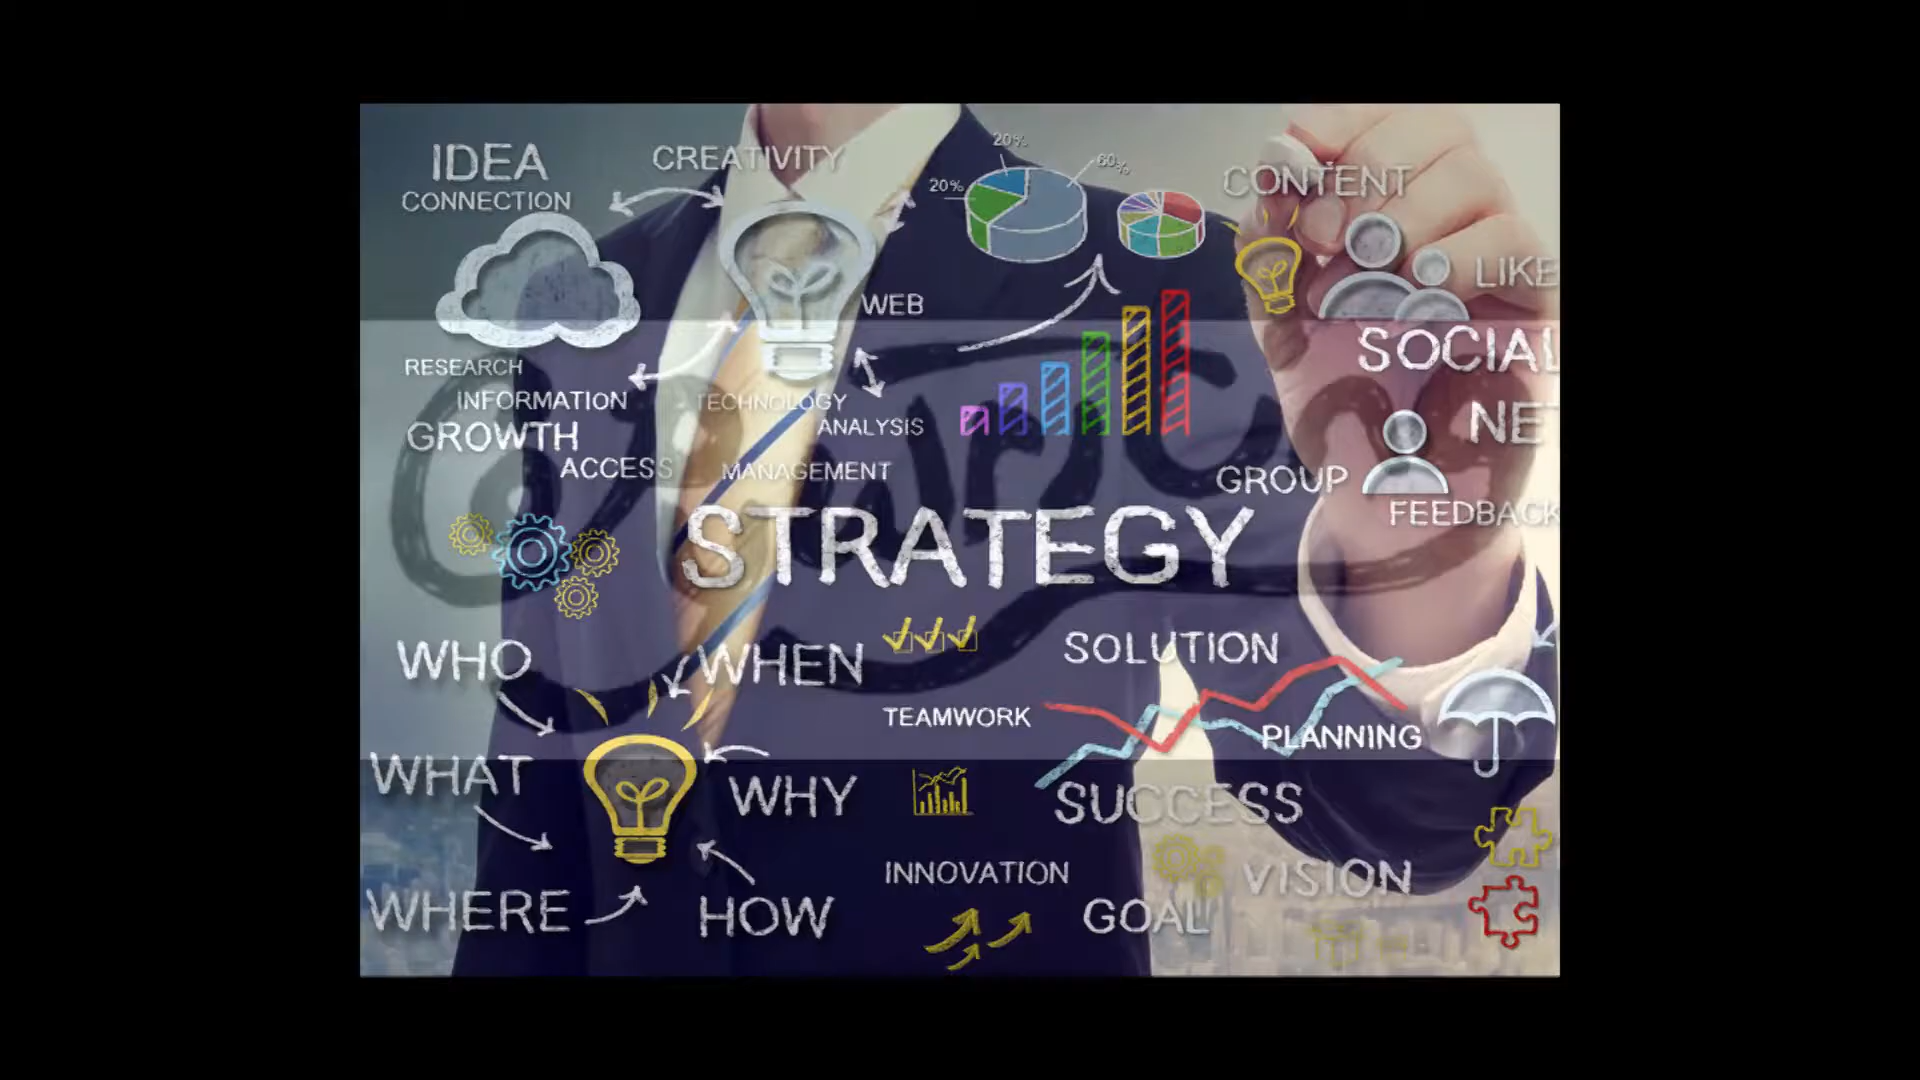 IDEA
CONNECTION
CREATIVITY
20%
20%
60%
CONTENT
LIKE
WEB
SOCIAL
RESEARCH
INFORMATION
TECHNOLOGY
GROWTH
ANALYSIS
NET
ACCESS
MANAGEMENT
GROUP
FEEDBACK
STRATEGY
WHO
WHEN
SOLUTION
TEAMWORK
PLANNING
WHAT
WHY
SUCCESS
INNOVATION
VISION
WHERE
HOW
GOAL